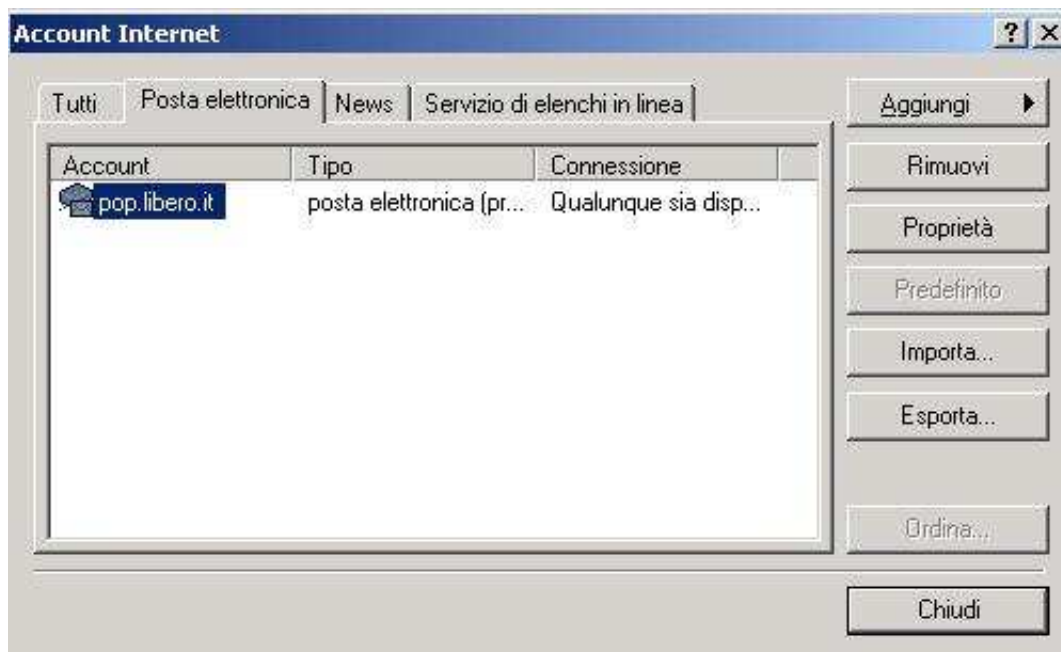 Account Internet
Tutti Posta elettronica News Servizio di elenchi in linea
Account Tipo Connessione
pop.libero.it posta elettronica (pr... Qualunque sia disp...
Aggiungi
Rimuovi
Proprietà
Predefinito
Importa...
Esporta...
Ordina...
Chiudi